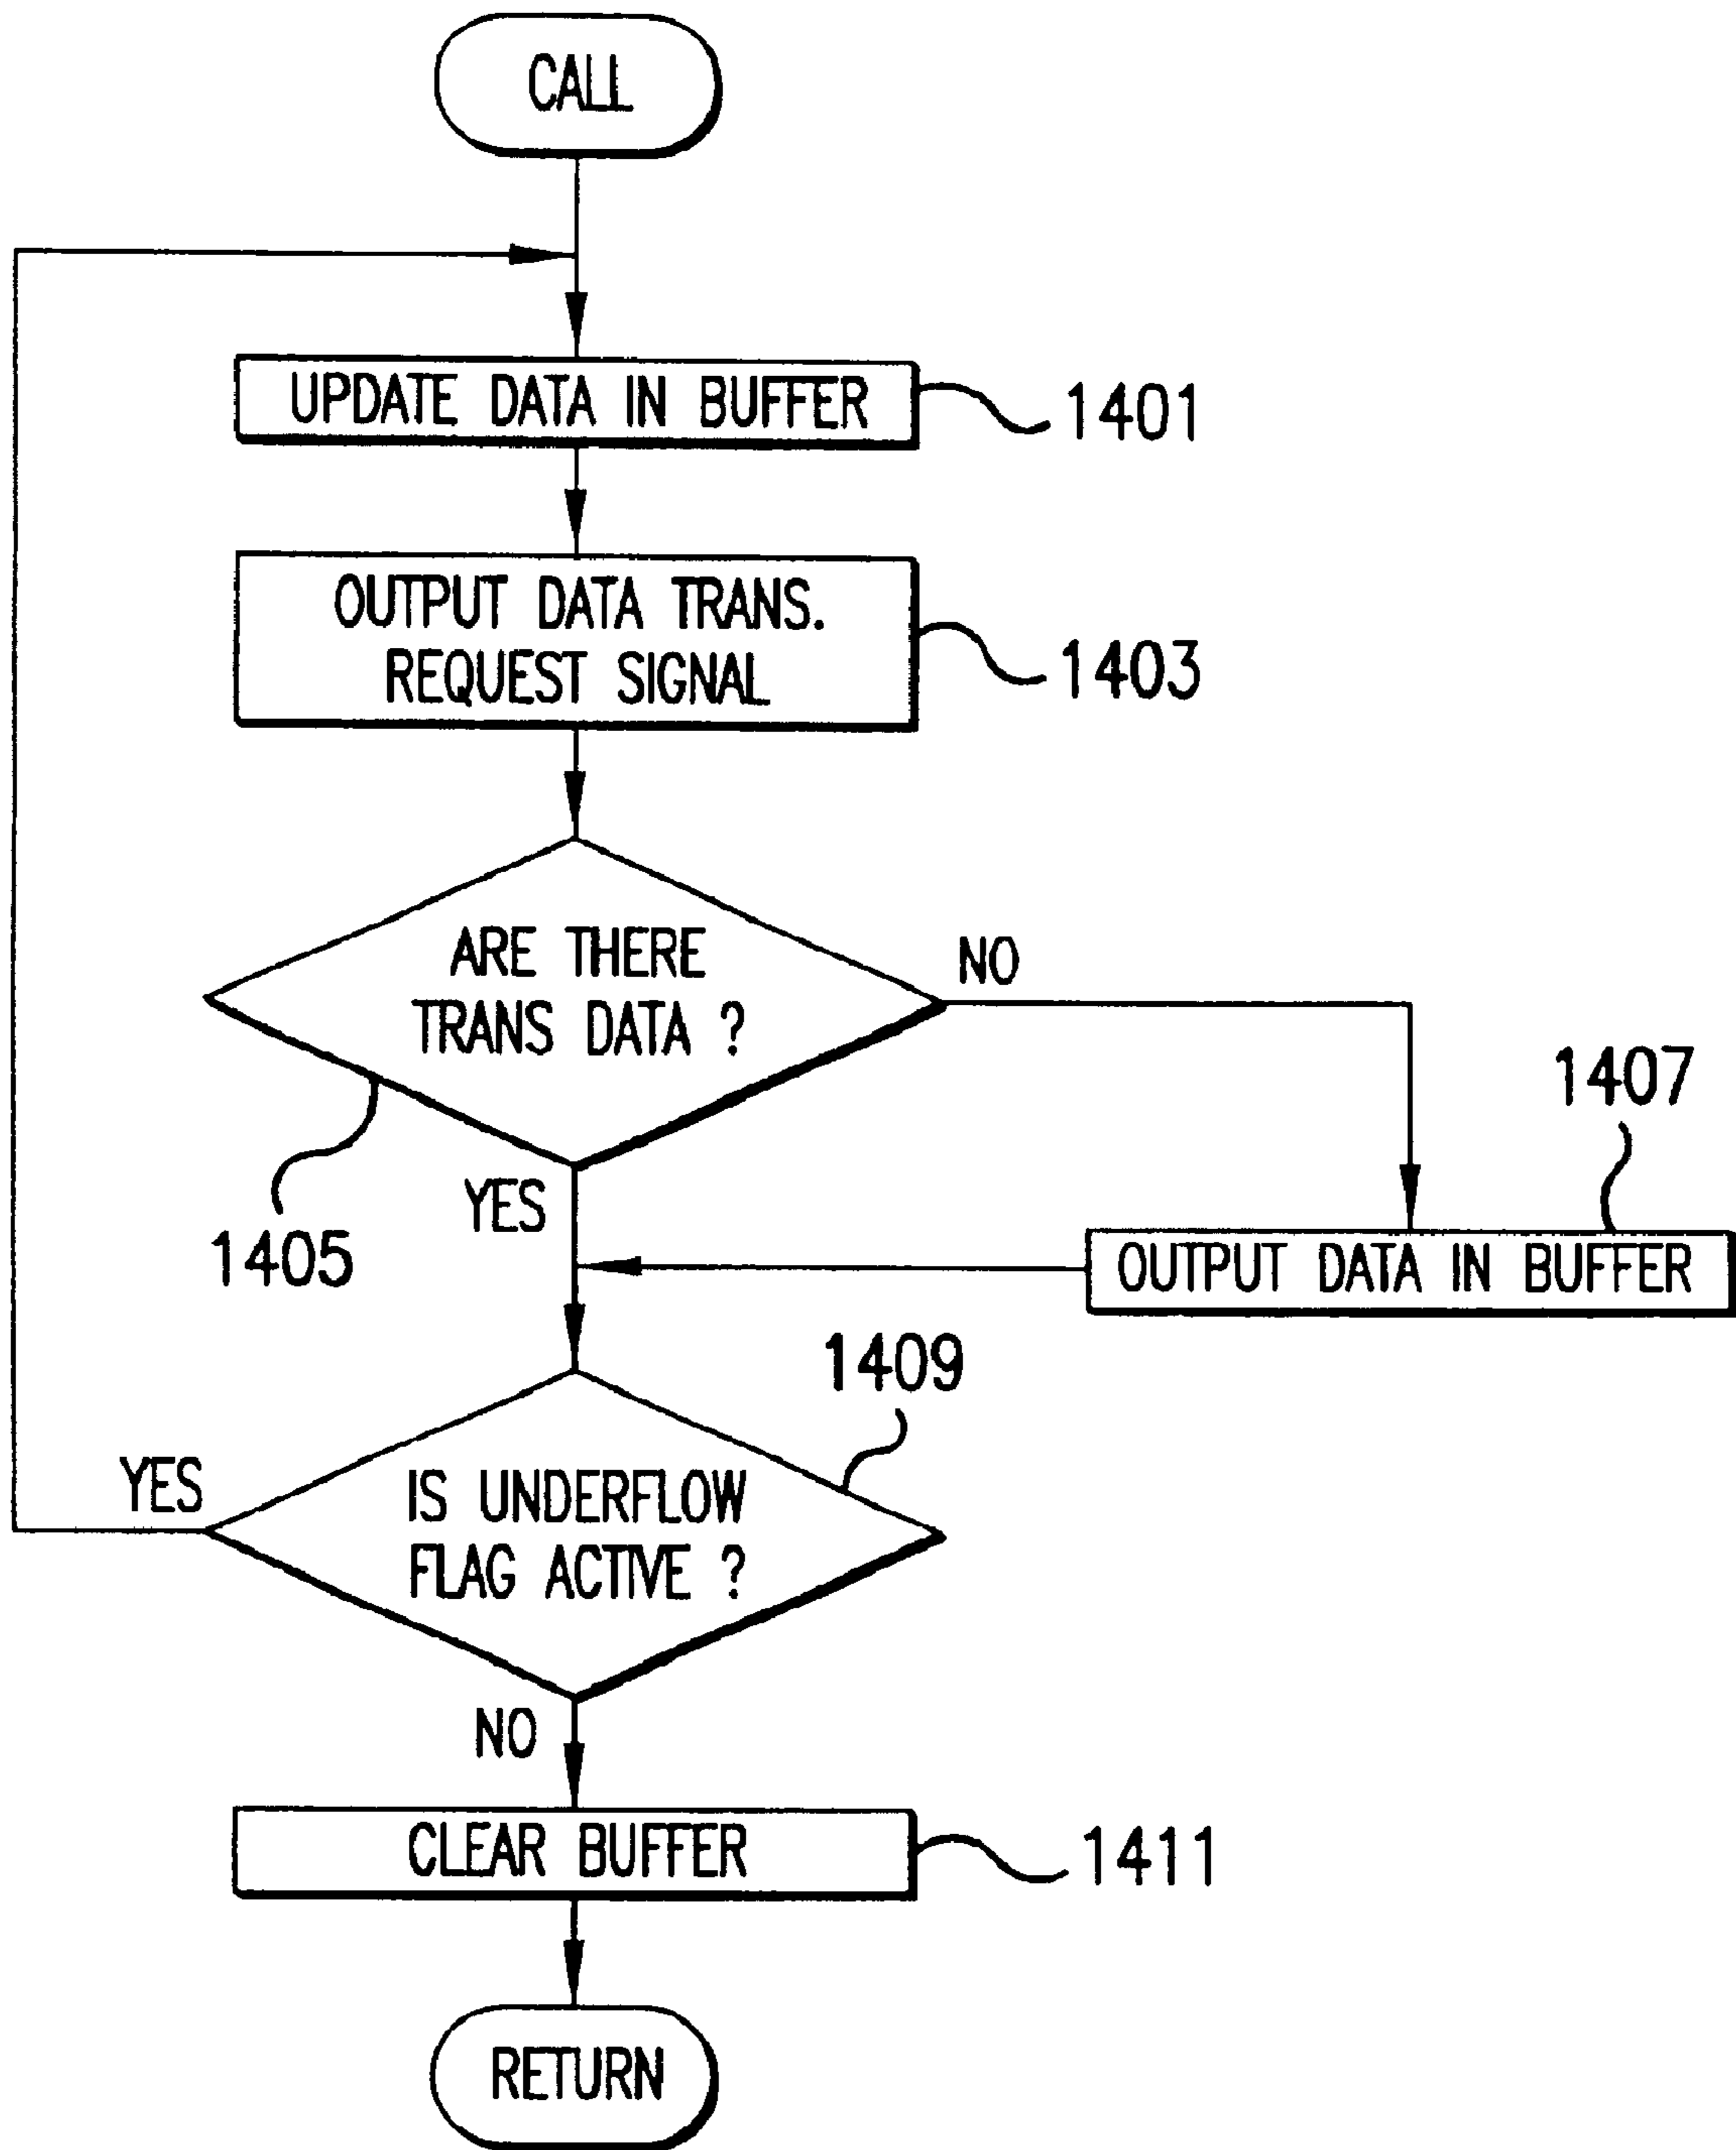 CALL
UPDATE DATA IN BUFFER
1401
OUTPUT DATA TRANS.
REQUEST SIGNAL
1403
ARE THERE
TRANS DATA ?
NO
1405
YES
1407
OUTPUT DATA IN BUFFER
1409
YES
IS UNDERFLOW
FLAG ACTIVE ?
NO
CLEAR BUFFER
1411
RETURN